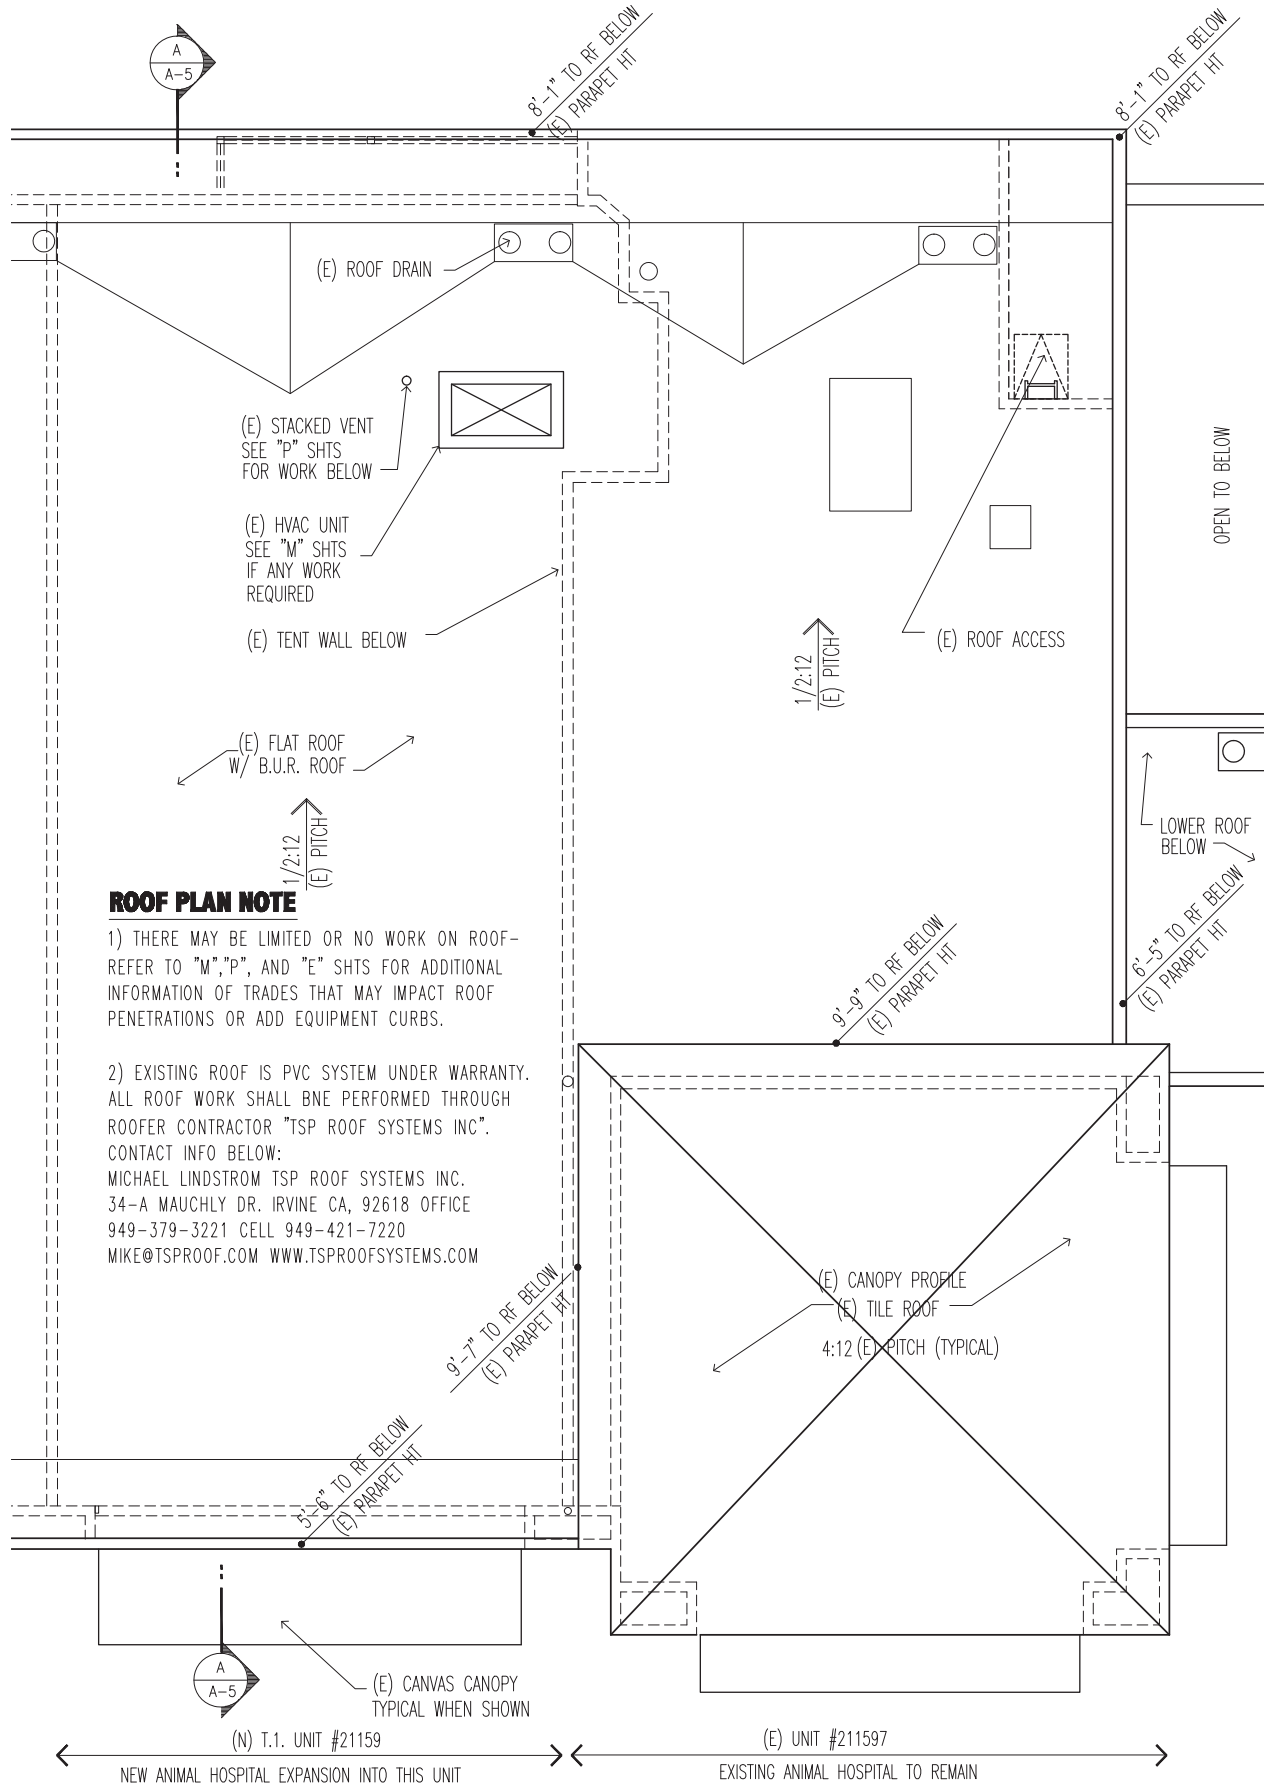 A
A-5
8'-1" TO RF BELOW
(E) PARAPET HT
8'-1" TO RF BELOW
(E) PARAPET HT
(E) ROOF DRAIN
(E) STACKED VENT
SEE "P" SHTS
FOR WORK BELOW
(E) HVAC UNIT
SEE "M" SHTS
IF ANY WORK
REQUIRED
(E) TENT WALL BELOW
OPEN TO BELOW
(E) ROOF ACCESS
1/2:12
(E) PITCH
(E) FLAT ROOF
W/ B.U.R. ROOF
1/2:12
(E) PITCH
LOWER ROOF
BELOW
ROOF PLAN NOTE
1) THERE MAY BE LIMITED OR NO WORK ON ROOF-
REFER TO "M","P", AND "E" SHTS FOR ADDITIONAL
INFORMATION OF TRADES THAT MAY IMPACT ROOF
PENETRATIONS OR ADD EQUIPMENT CURBS.
2) EXISTING ROOF IS PVC SYSTEM UNDER WARRANTY.
ALL ROOF WORK SHALL BNE PERFORMED THROUGH
ROOFER CONTRACTOR "TSP ROOF SYSTEMS INC".
CONTACT INFO BELOW:
MICHAEL LINDSTROM TSP ROOF SYSTEMS INC.
34-A MAUCHLY DR. IRVINE CA, 92618 OFFICE
949-379-3221 CELL 949-421-7220
MIKE@TSPROOF.COM WWW.TSPROOFSYSTEMS.COM
9'-9" TO RF BELOW
(E) PARAPET HT
6'-5" TO RF BELOW
(E) PARAPET HT
9'-7" TO RF BELOW
(E) PARAPET HT
(E) CANOPY PROFILE
(E) TILE ROOF
4:12 (E) PITCH (TYPICAL)
5'-6" TO RF BELOW
(E) PARAPET HT
A
A-5
(E) CANVAS CANOPY
TYPICAL WHEN SHOWN
(N) T.1. UNIT #21159
NEW ANIMAL HOSPITAL EXPANSION INTO THIS UNIT
(E) UNIT #211597
EXISTING ANIMAL HOSPITAL TO REMAIN